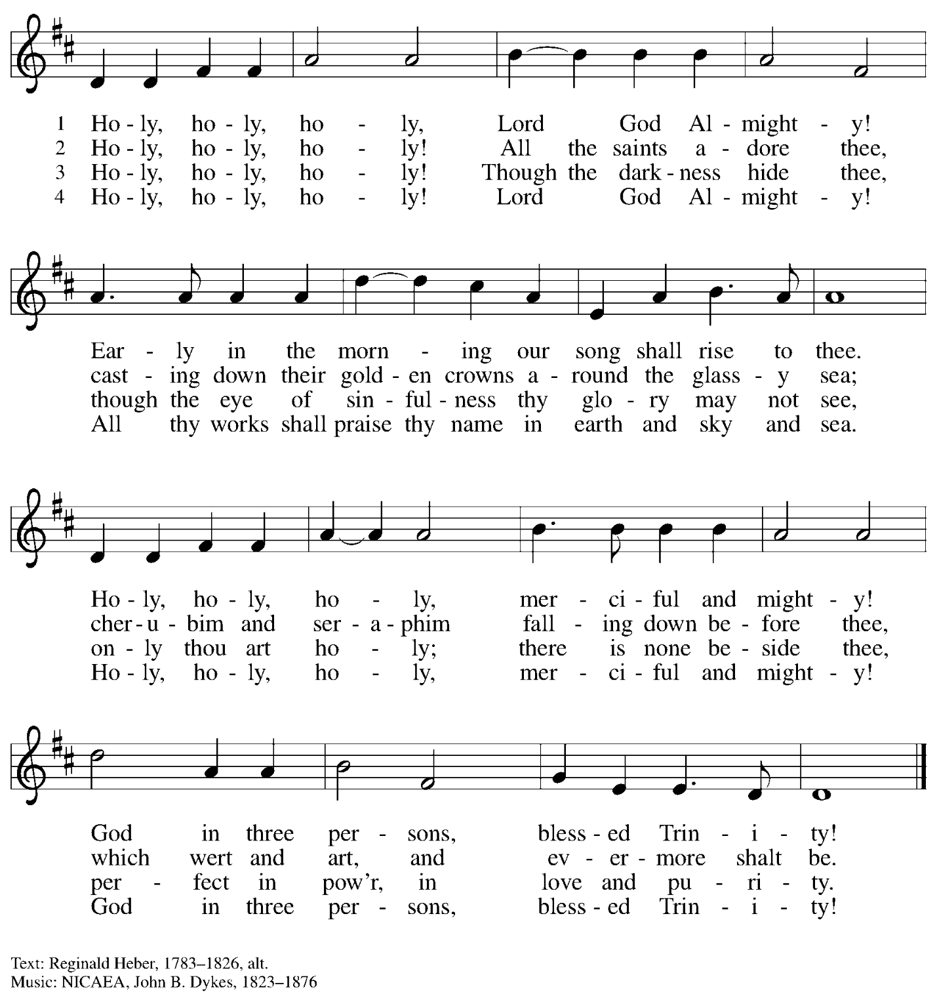 1 Ho - ly, ho - ly, ho - ly, Lord God Al - might - y!
2 Ho - ly, ho - ly, ho - ly! All the saints a - dore thee,
3 Ho - ly, ho - ly, ho - ly! Though the dark - ness hide thee,
4 Ho - ly, ho - ly, ho - ly! Lord God Al - might - y!
Ear - ly in the morn - ing our song shall rise to thee.
cast - ing down their gold - en crowns a - round the glass - y sea;
though the eye of sin - ful - ness thy glo - ry may not see,
All thy works shall praise thy name in earth and sky and sea.
Ho - ly, ho - ly, ho - ly, mer - ci - ful and might - y!
cher - u - bim and ser - a - phim fall - ing down be - fore thee,
on - ly thou art ho - ly; there is none be - side thee,
Ho - ly, ho - ly, ho - ly, mer - ci - ful and might - y!
God in three per - sons, bless - ed Trin - i - ty!
which wert and art, and ev - er - more shalt be.
per - fect in pow'r, in love and pu - ri - ty.
God in three per - sons, bless - ed Trin - i - ty!
Text: Reginald Heber, 1783–1826, alt.
Music: NICAEA, John B. Dykes, 1823–1876